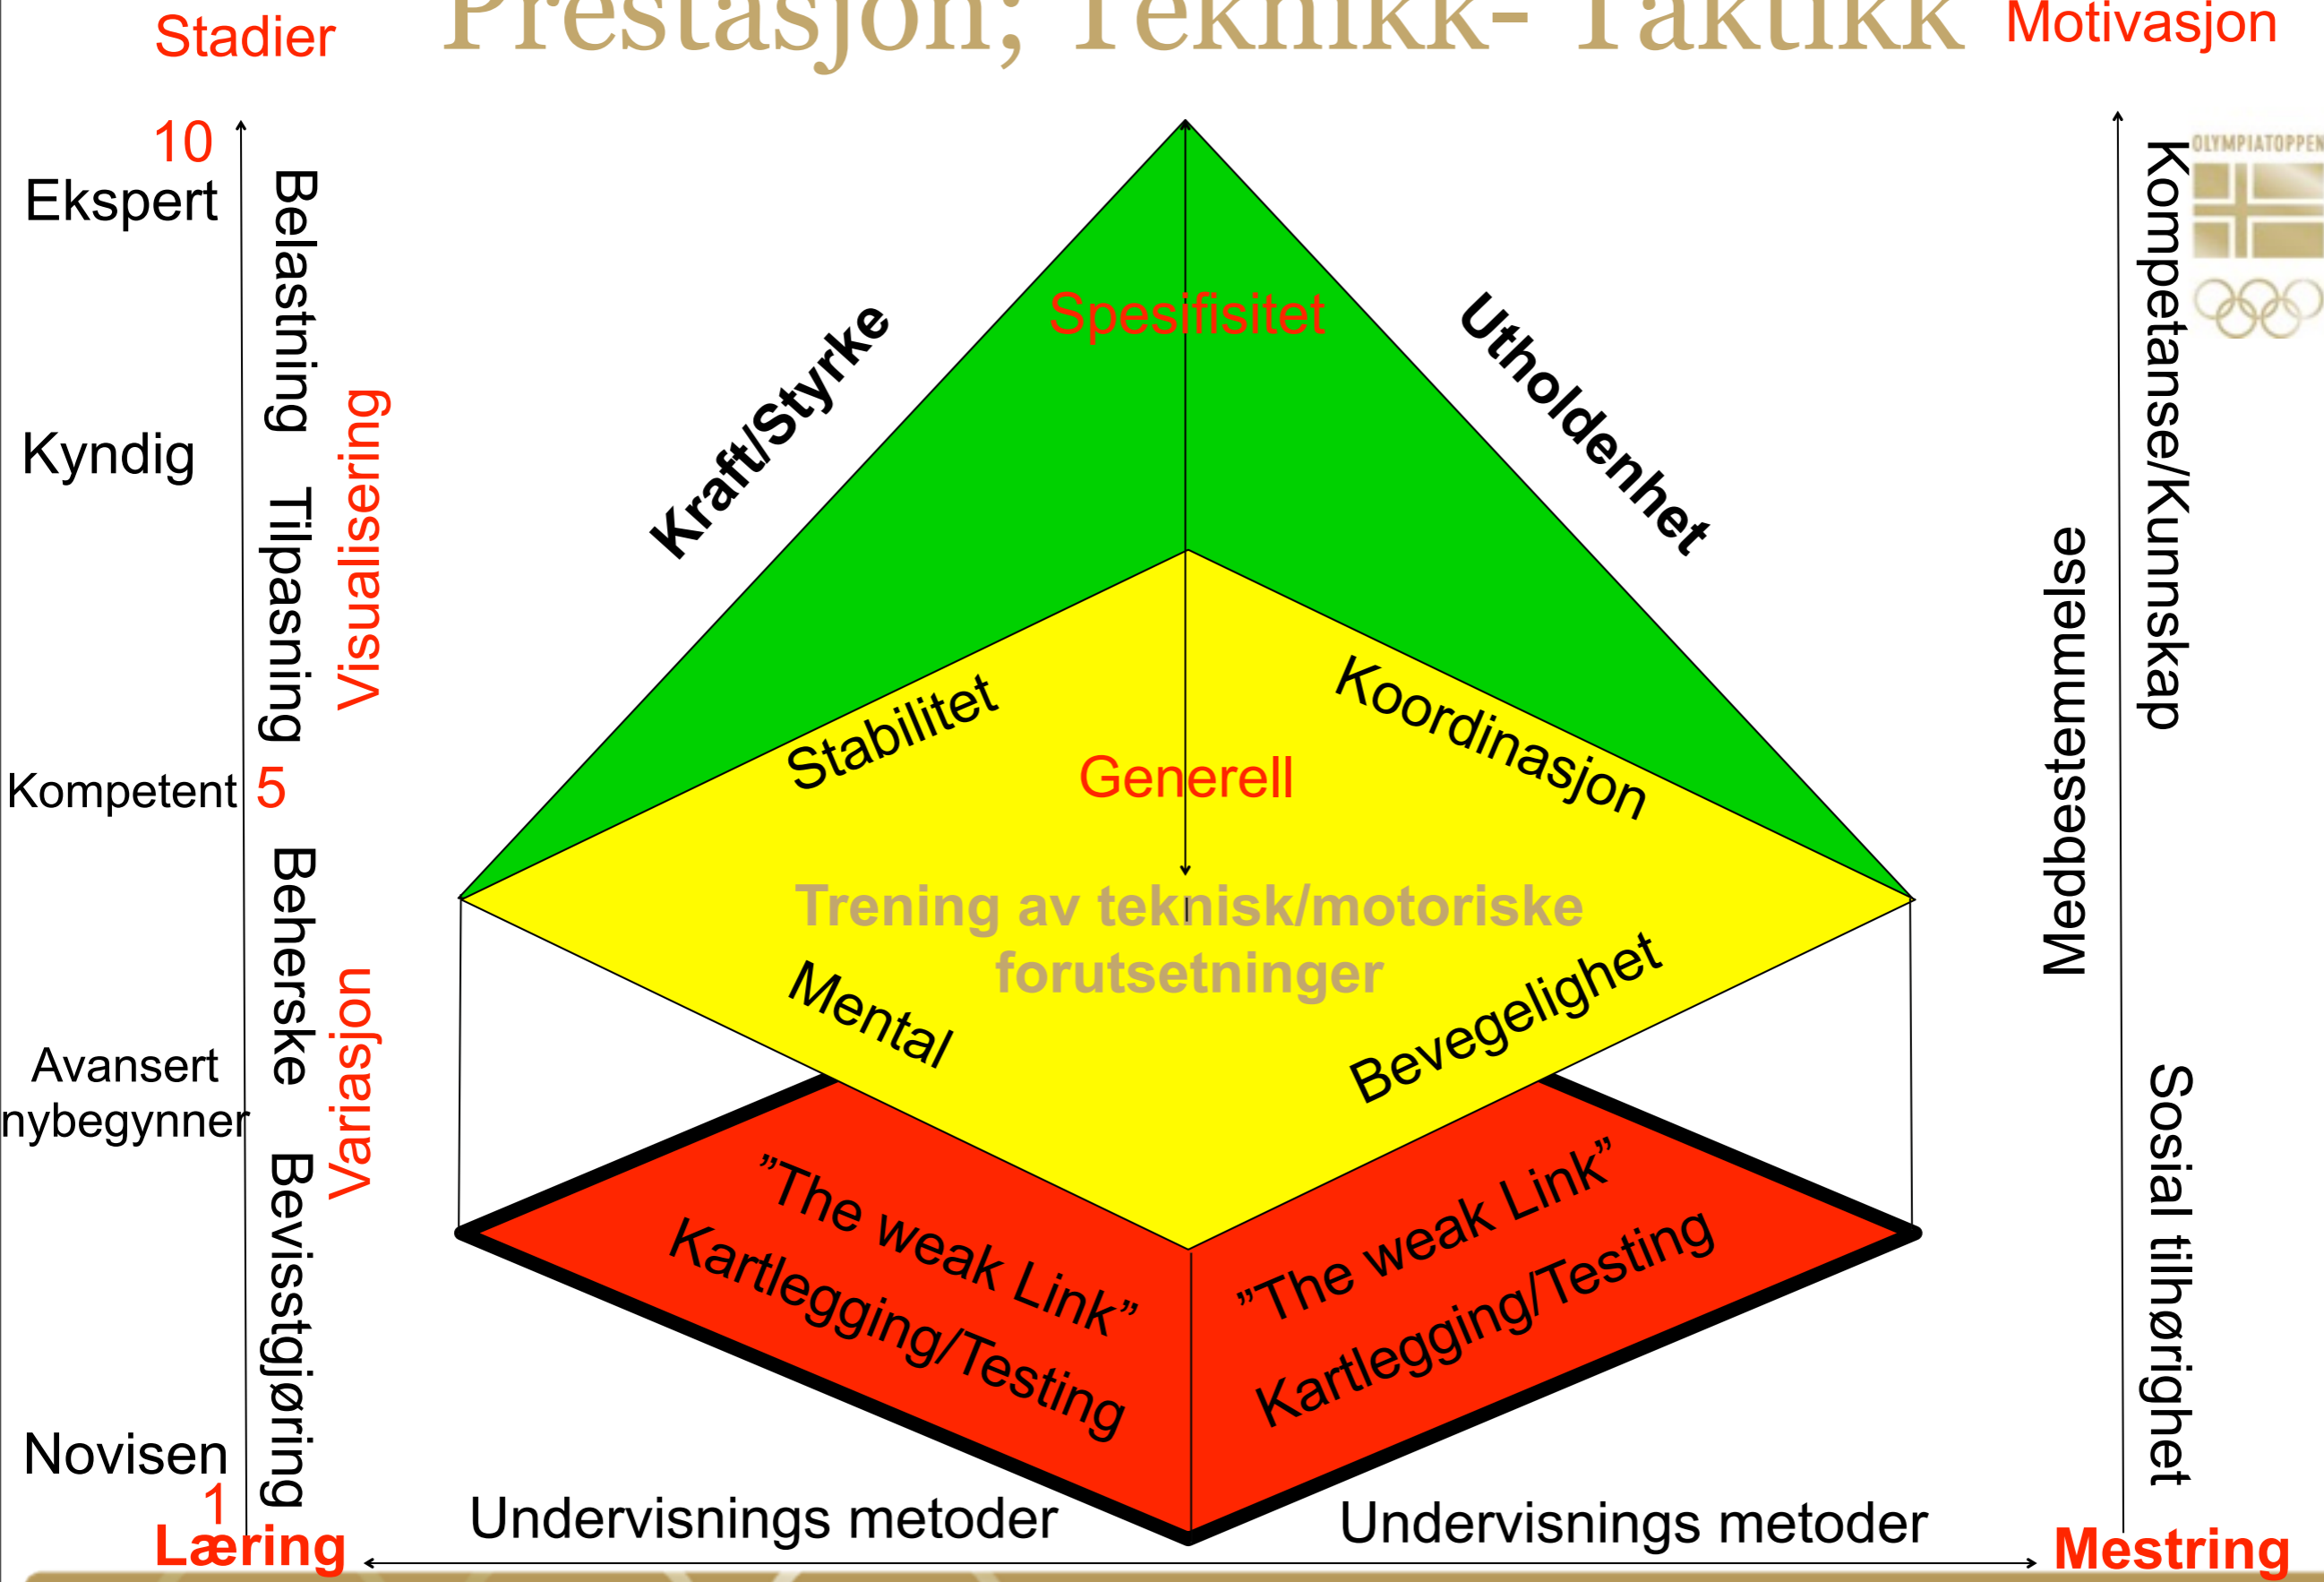 Stadier
Prestasjon; Teknikk- Taktikk
Motivasjon
10
Ekspert
Kyndig
Kompetent
5
Avansert
nybegynner
Novisen
1
Læring
Belastning
Tilpasning
Beherske
Bevisstgjøring
Visualisering
Variasjon
Kraft/Styrke
Utholdenhet
Spesifisitet
Stabilitet
Koordinasjon
Generell
Trening av teknisk/motoriske
forutsetninger
Mental
Bevegelighet
”The weak Link”
Kartlegging/Testing
”The weak Link”
Kartlegging/Testing
Undervisnings metoder
Undervisnings metoder
Medbestemmelse
Kompetanse/Kunnskap
Sosial tilhørighet
Mestring
OLYMPIATOPPEN